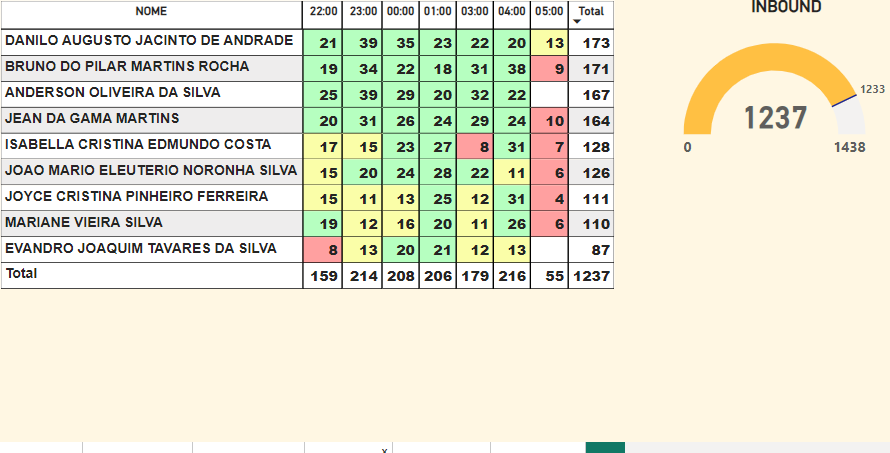 NOME 22:00 23:00 00:00 01:00 03:00 04:00 05:00 Total
DANILO AUGUSTO JACINTO DE ANDRADE 21 39 35 23 22 20 13 173
BRUNO DO PILAR MARTINS ROCHA 19 34 22 18 31 38 9 171
ANDERSON OLIVEIRA DA SILVA 25 39 29 20 32 22 167
JEAN DA GAMA MARTINS 20 31 26 24 29 24 10 164
ISABELLA CRISTINA EDMUNDO COSTA 17 15 23 27 8 31 7 128
JOAO MARIO ELEUTERIO NORONHA SILVA 15 20 24 28 22 11 6 126
JOYCE CRISTINA PINHEIRO FERREIRA 15 11 13 25 12 31 4 111
MARIANE VIEIRA SILVA 19 12 16 20 11 26 6 110
EVANDRO JOAQUIM TAVARES DA SILVA 8 13 20 21 12 13 87
Total 159 214 208 206 179 216 55 1237
INBOUND
1233
1237
0 1438
x